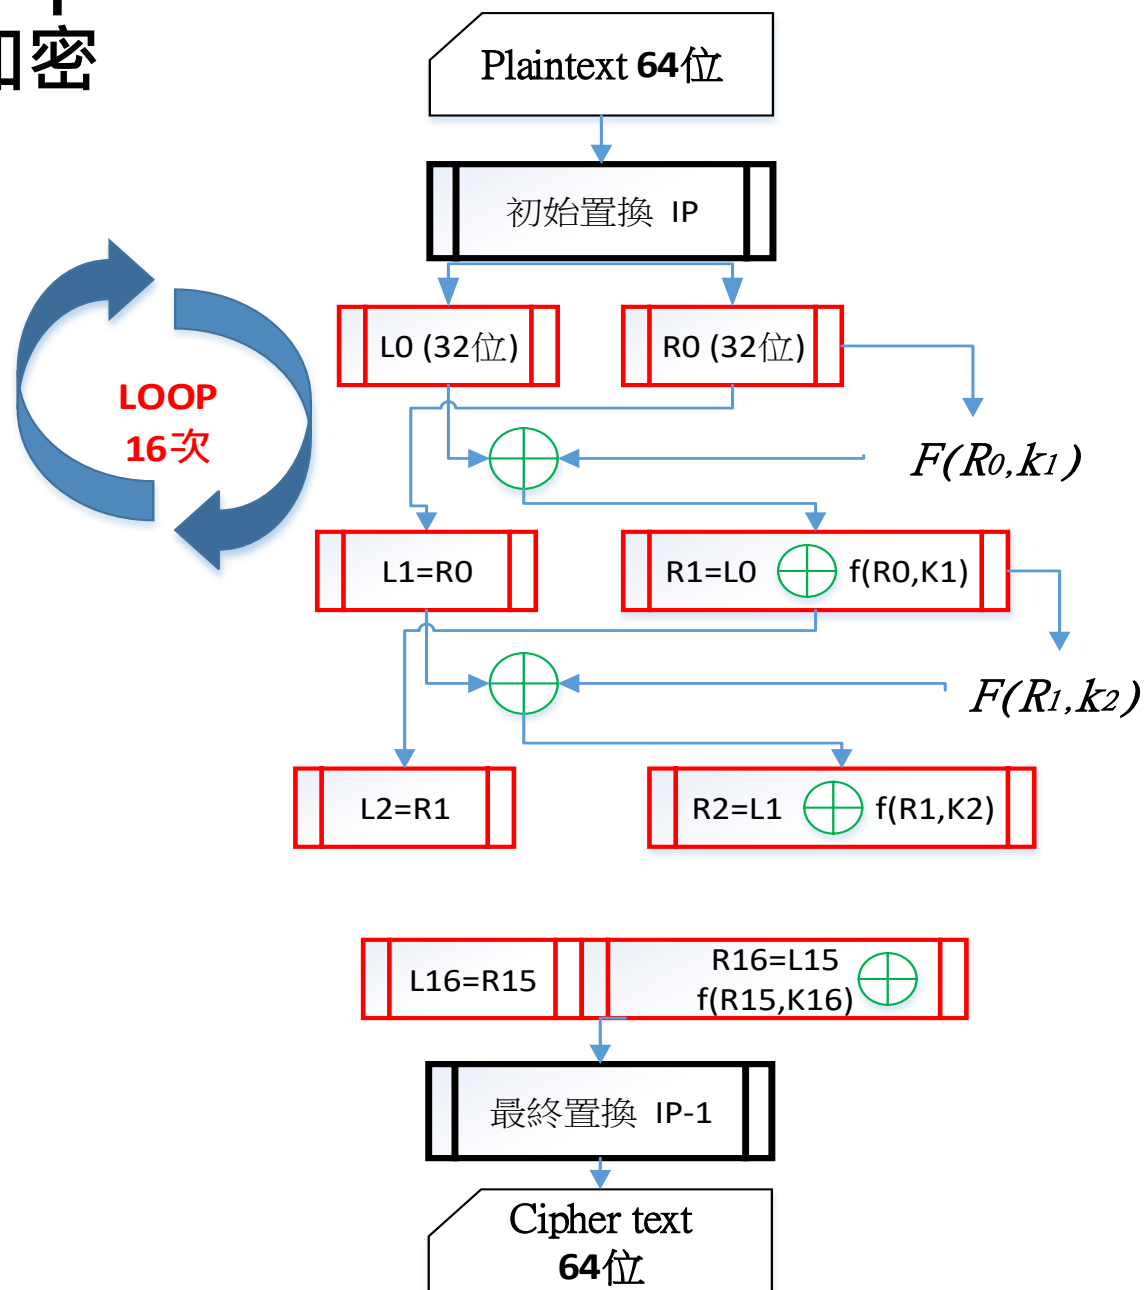 加密
Plaintext 64位
初始置換 IP
L0 (32位)
R0 (32位)
LOOP
16次
F(R0,k1)
L1=R0
R1=L0 ⊕ f(R0,K1)
F(R1,k2)
L2=R1
R2=L1 ⊕ f(R1,K2)
L16=R15
R16=L15
f(R15,K16) ⊕
最終置換 IP-1
Cipher text
64位